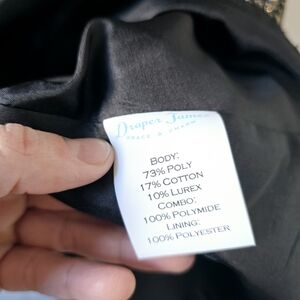 Draper James
GRACE & CHARM
BODY:
73% POLY
17% COTTON
10% LUREX
COMBO:
100% POLYMIDE
LINING:
100% POLYESTER